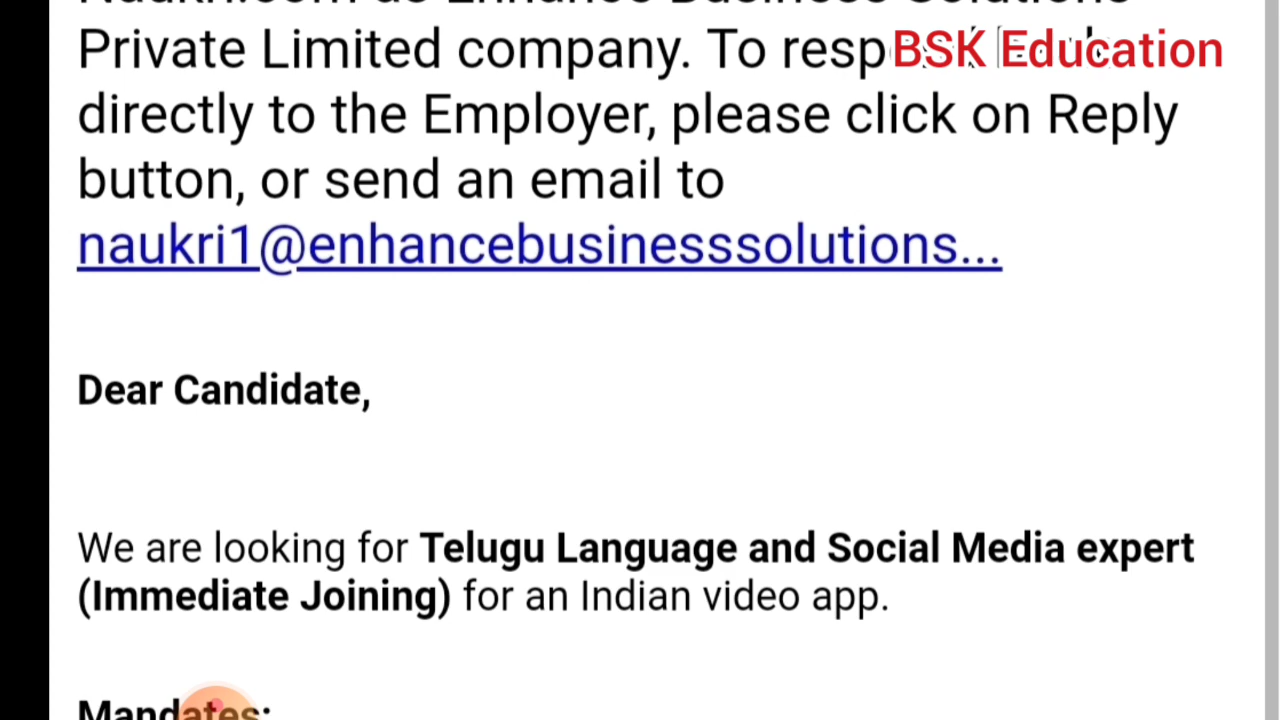 Private Limited company. To
BSK Education
directly to the Employer, please click on Reply
button, or send an email to
naukri1@enhancebusinesssolutions...
Dear Candidate,
We are looking for Telugu Language and Social Media expert
(Immediate Joining) for an Indian video app.
Mandates: